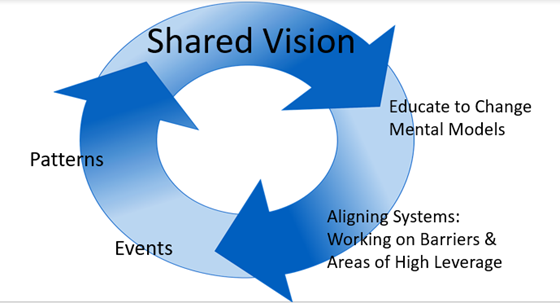 Shared Vision
Educate to Change
Mental Models
Patterns
Aligning Systems:
Working on Barriers &
Areas of High Leverage
Events